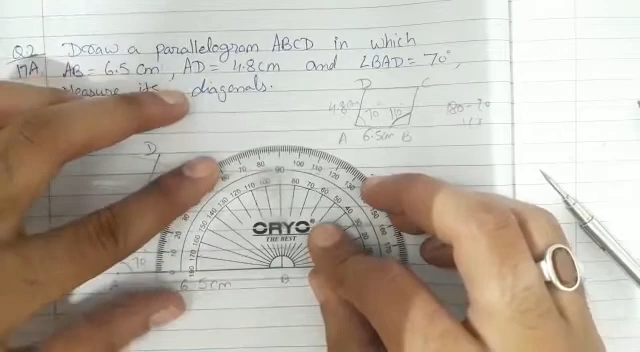 Q2 Draw a parallelogram ABCD in which
MA AB = 6.5 cm, AD = 4.8cm and ∠BAD = 70°,
Measure its diagonals.
D C
4.8cm 70 110 180-70
A 6.5cm B
D
ORYO®
THE BEST
70
6.5cm B